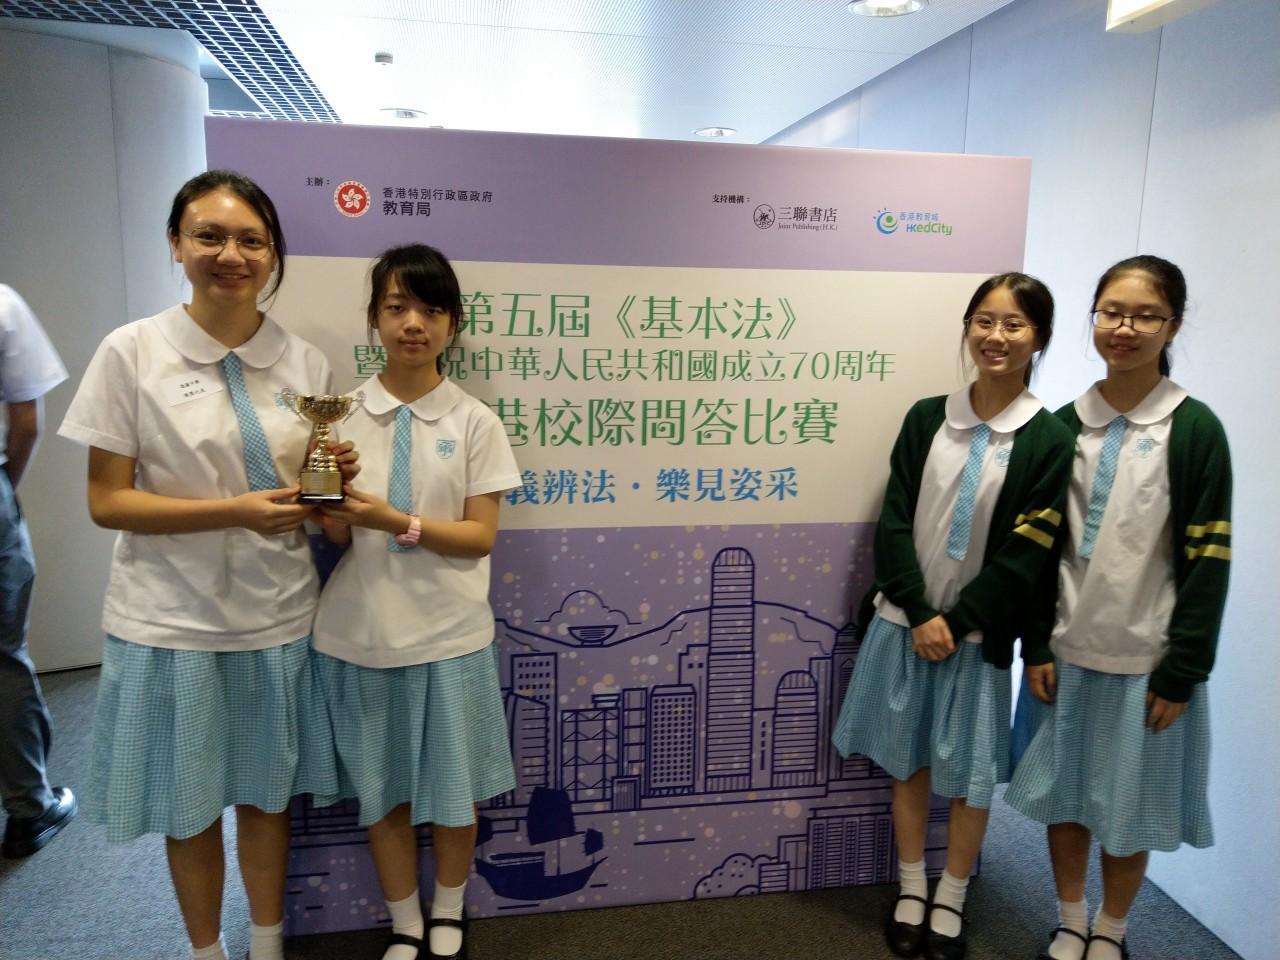 主辦：
香港特別行政區政府
教育局
支持機構：
三聯書店
Joint Publishing (H.K.)
香港教育城
HKedCity
第五屆《基本法》
暨 祝中華人民共和國成立70周年
港校際問答比賽
義辨法・樂見姿采